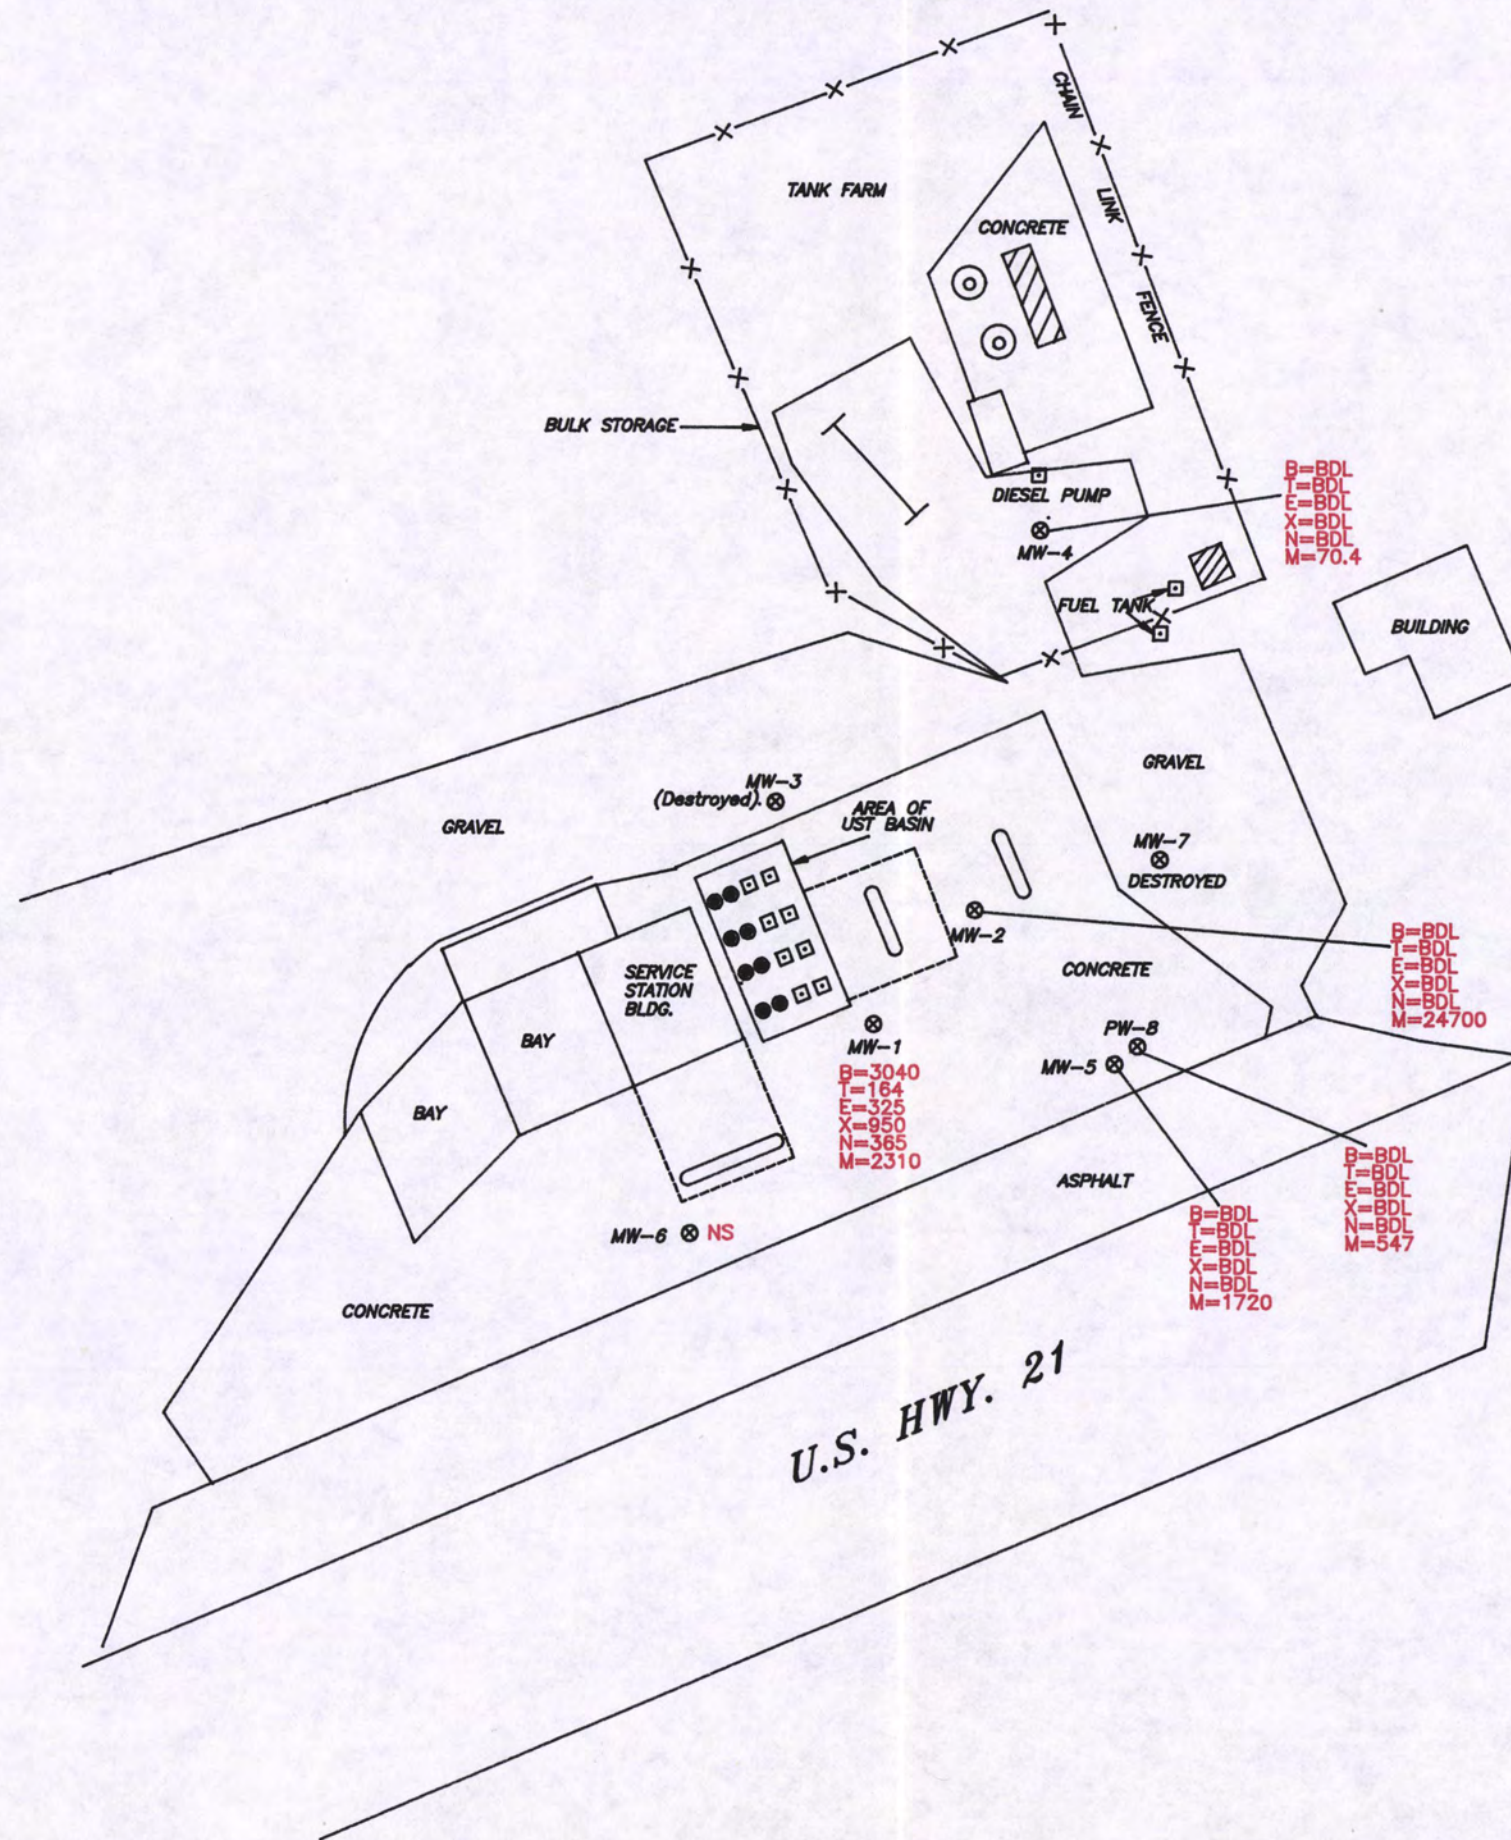 CHAIN
LINK
FENCE
TANK FARM
CONCRETE
BULK STORAGE
DIESEL PUMP
MW-4
B=BDL
T=BDL
E=BDL
X=BDL
N=BDL
M=70.4
FUEL TANK
BUILDING
GRAVEL
MW-3
(Destroyed).
AREA OF
UST BASIN
GRAVEL
MW-7
DESTROYED
MW-2
B=BDL
T=BDL
E=BDL
X=BDL
N=BDL
M=24700
SERVICE
STATION
BLDG.
CONCRETE
BAY
BAY
MW-1
B=3040
T=164
E=325
X=950
N=365
M=2310
PW-8
MW-5
B=BDL
T=BDL
E=BDL
X=BDL
N=BDL
M=547
ASPHALT
B=BDL
T=BDL
E=BDL
X=BDL
N=BDL
M=1720
MW-6 NS
CONCRETE
U.S. HWY. 21